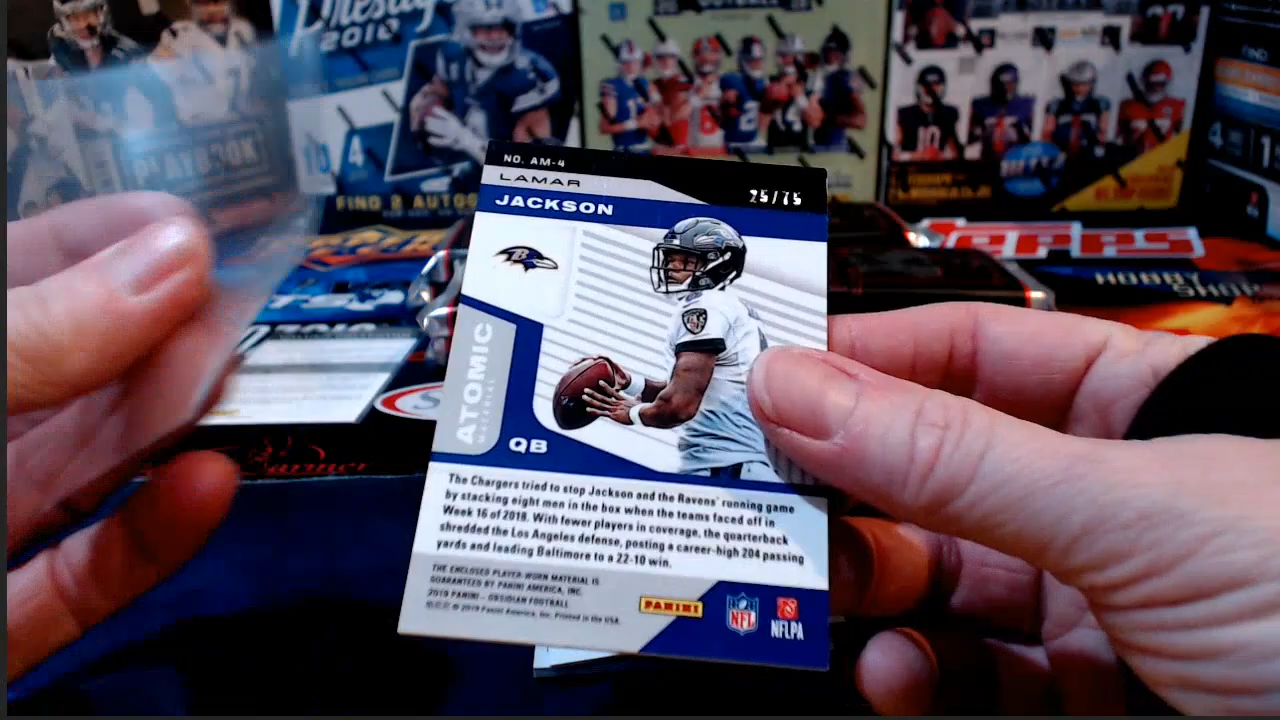 Prestige
PLAYBOOK
4
FIND 2 AUTOS
NO. AM-4
LAMAR
25/75
JACKSON
ATOMIC
MATERIAL
QB
The Chargers tried to stop Jackson and the Ravens' running game
by stacking eight men in the box when the teams faced off in
Week 16 of 2018. With fewer players in coverage, the quarterback
shredded the Los Angeles defense, posting a career-high 204 passing
yards and leading Baltimore to a 22-10 win.
THE ENCLOSED PLAYER-WORN MATERIAL IS
GUARANTEED BY PANINI AMERICA, INC.
2019 PANINI - OBSIDIAN FOOTBALL
© 2019 Panini America, Inc. Printed in the USA.
PANINI
NFL
NFLPA
TOPPS
HOBBY
SHOP